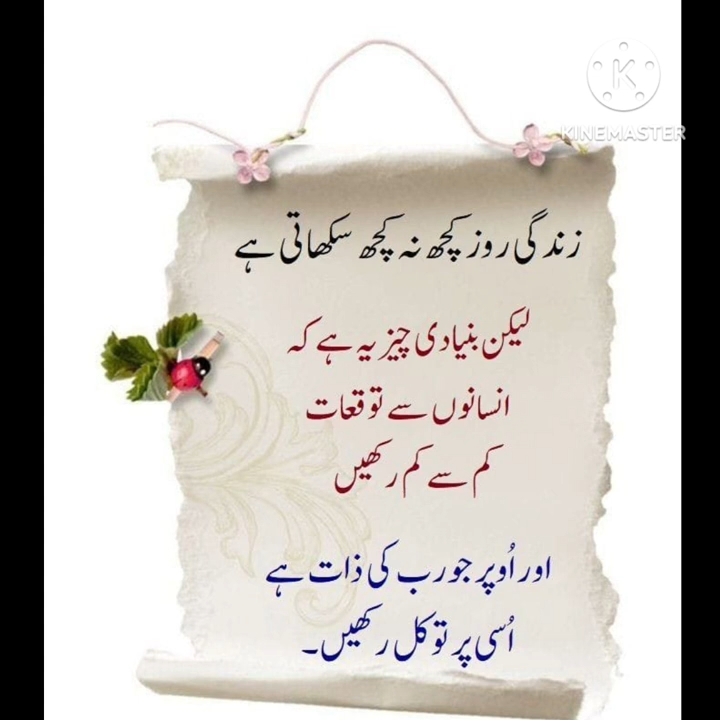 KINEMASTER
زندگی روز کچھ نہ کچھ سکھاتی ہے
لیکن بنیادی چیز یہ ہے کہ
انسانوں سے توقعات
کم سے کم رکھیں
اور اُوپر جو رب کی ذات ہے
اُسی پر توکل رکھیں۔